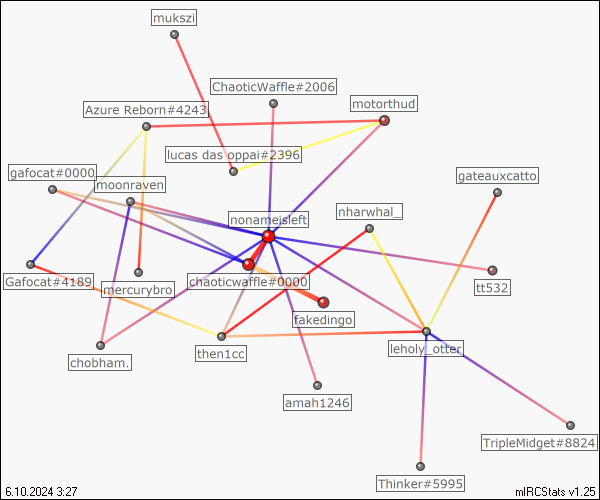 mukszi
ChaoticWaffle#2006
motorthud
Azure Reborn#4243
lucas das oppai#2396
gafocat#0000
moonraven
gateauxcatto
nharwhal_
nonameisleft
Gafocat#4189
mercurybro
chaoticwaffle#0000
tt532
fakedingo
chobham.
then1cc
leholy_otter
amah1246
TripleMidget#8824
Thinker#5995
6.10.2024 3:27
mIRCStats v1.25